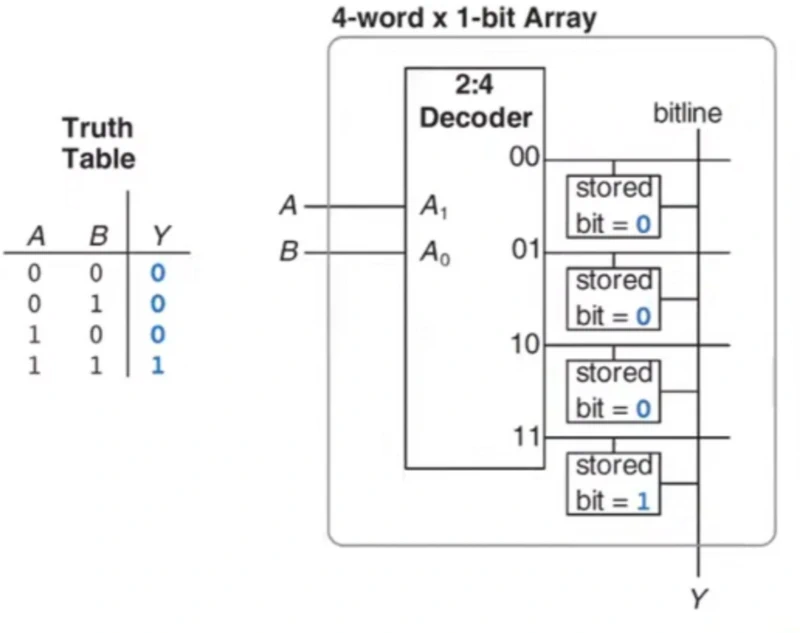 4-word x 1-bit Array
Truth
Table
A B Y
0 0 0
0 1 0
1 0 0
1 1 1
2:4
Decoder
bitline
A
B
A₁
A₀
00
stored
bit = 0
01
stored
bit = 0
10
stored
bit = 0
11
stored
bit = 1
Y